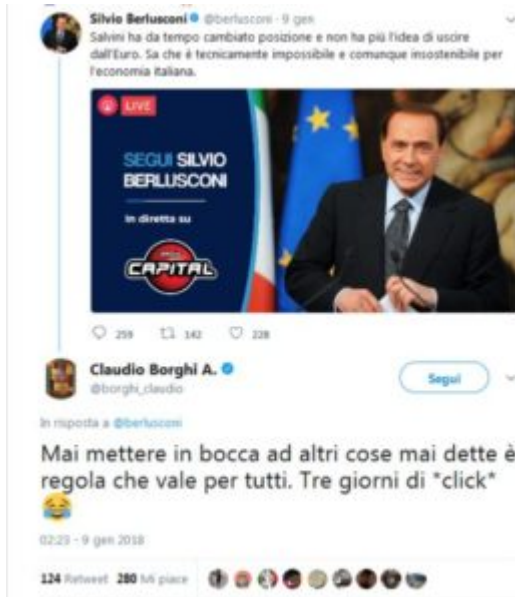 Silvio Berlusconi @berlusconi · 9 gen
Salvini ha da tempo cambiato posizione e non ha più l'idea di uscire
dall'Euro. Sa che è tecnicamente impossibile e comunque insostenibile per
l'economia italiana.
LIVE
SEGUI SILVIO
BERLUSCONI
In diretta su
CAPITAL
259 142 228
Claudio Borghi A.
@borghi_claudio
Segui
In risposta a @berlusconi
Mai mettere in bocca ad altri cose mai dette è
regola che vale per tutti. Tre giorni di *click*
😂
02:23 - 9 gen 2018
124 Retweet 280 Mi piace